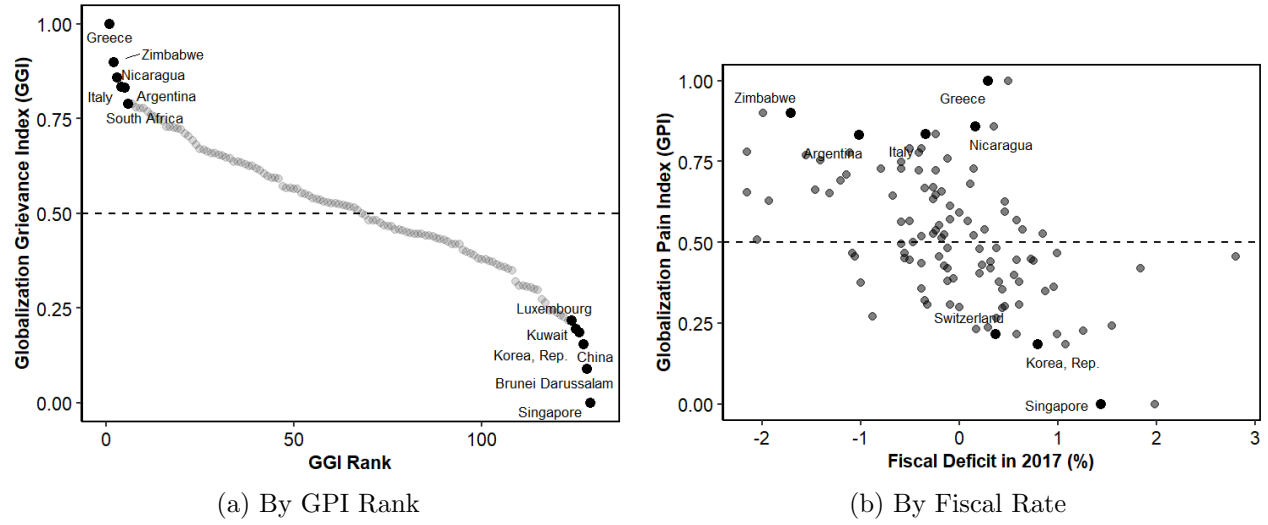 Globalization Grievance Index (GGI)
1.00
0.75
0.50
0.25
0.00
Greece
Zimbabwe
Nicaragua
Italy
Argentina
South Africa
Luxembourg
Kuwait
Korea, Rep.
China
Brunei Darussalam
Singapore
0
50
100
GGI Rank
(a) By GPI Rank
Globalization Pain Index (GPI)
1.00
0.75
0.50
0.25
0.00
Zimbabwe
Greece
Argentina
Italy
Nicaragua
Switzerland
Korea, Rep.
Singapore
-2
-1
0
1
2
3
Fiscal Deficit in 2017 (%)
(b) By Fiscal Rate